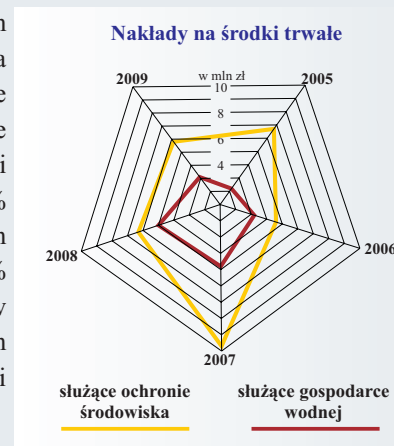 h
a
e
e
i
%
h
%
y
h
i
Nakłady na środki trwałe
w mln zł
2009
2005
10
8
6
4
2008
2006
2007
służące ochronie
środowiska
służące gospodarce
wodnej